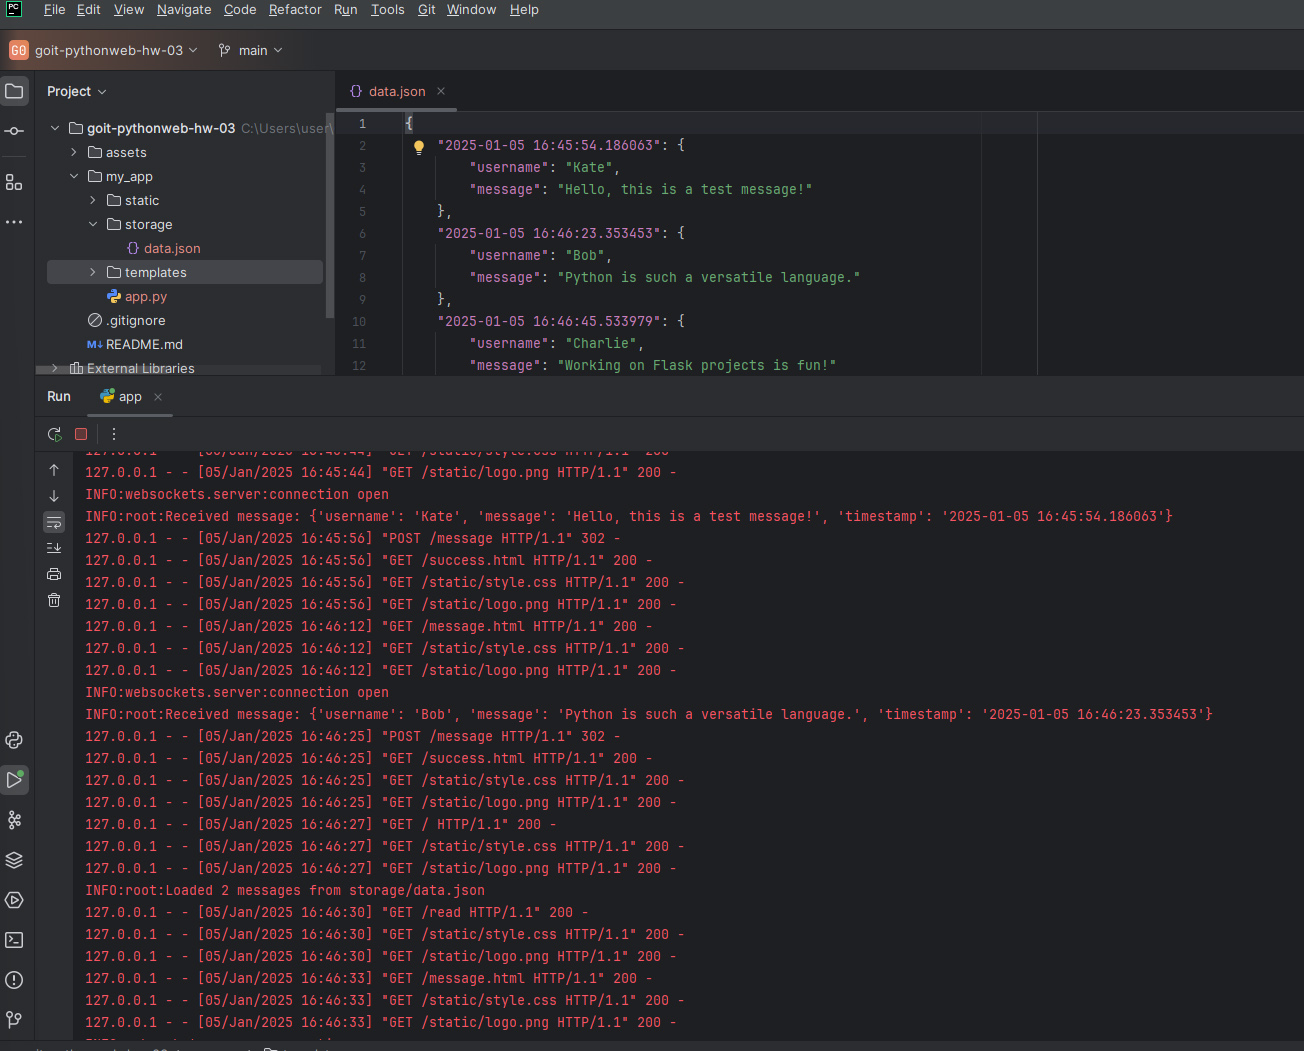 PC
File Edit View Navigate Code Refactor Run Tools Git Window Help
GO goit-pythonweb-hw-03 main
Project
data.json
goit-pythonweb-hw-03 C:\Users\user\
assets
my_app
static
storage
data.json
templates
app.py
.gitignore
M↓ README.md
External Libraries
1 {
2 "2025-01-05 16:45:54.186063": {
3 "username": "Kate",
4 "message": "Hello, this is a test message!"
5 },
6 "2025-01-05 16:46:23.353453": {
7 "username": "Bob",
8 "message": "Python is such a versatile language."
9 },
10 "2025-01-05 16:46:45.533979": {
11 "username": "Charlie",
12 "message": "Working on Flask projects is fun!"
Run app
127.0.0.1 - - [05/Jan/2025 16:45:44] "GET /static/style.css HTTP/1.1" 200 -
127.0.0.1 - - [05/Jan/2025 16:45:44] "GET /static/logo.png HTTP/1.1" 200 -
INFO:websockets.server:connection open
INFO:root:Received message: {'username': 'Kate', 'message': 'Hello, this is a test message!', 'timestamp': '2025-01-05 16:45:54.186063'}
127.0.0.1 - - [05/Jan/2025 16:45:56] "POST /message HTTP/1.1" 302 -
127.0.0.1 - - [05/Jan/2025 16:45:56] "GET /success.html HTTP/1.1" 200 -
127.0.0.1 - - [05/Jan/2025 16:45:56] "GET /static/style.css HTTP/1.1" 200 -
127.0.0.1 - - [05/Jan/2025 16:45:56] "GET /static/logo.png HTTP/1.1" 200 -
127.0.0.1 - - [05/Jan/2025 16:46:12] "GET /message.html HTTP/1.1" 200 -
127.0.0.1 - - [05/Jan/2025 16:46:12] "GET /static/style.css HTTP/1.1" 200 -
127.0.0.1 - - [05/Jan/2025 16:46:12] "GET /static/logo.png HTTP/1.1" 200 -
INFO:websockets.server:connection open
INFO:root:Received message: {'username': 'Bob', 'message': 'Python is such a versatile language.', 'timestamp': '2025-01-05 16:46:23.353453'}
127.0.0.1 - - [05/Jan/2025 16:46:25] "POST /message HTTP/1.1" 302 -
127.0.0.1 - - [05/Jan/2025 16:46:25] "GET /success.html HTTP/1.1" 200 -
127.0.0.1 - - [05/Jan/2025 16:46:25] "GET /static/style.css HTTP/1.1" 200 -
127.0.0.1 - - [05/Jan/2025 16:46:25] "GET /static/logo.png HTTP/1.1" 200 -
127.0.0.1 - - [05/Jan/2025 16:46:27] "GET / HTTP/1.1" 200 -
127.0.0.1 - - [05/Jan/2025 16:46:27] "GET /static/style.css HTTP/1.1" 200 -
127.0.0.1 - - [05/Jan/2025 16:46:27] "GET /static/logo.png HTTP/1.1" 200 -
INFO:root:Loaded 2 messages from storage/data.json
127.0.0.1 - - [05/Jan/2025 16:46:30] "GET /read HTTP/1.1" 200 -
127.0.0.1 - - [05/Jan/2025 16:46:30] "GET /static/style.css HTTP/1.1" 200 -
127.0.0.1 - - [05/Jan/2025 16:46:30] "GET /static/logo.png HTTP/1.1" 200 -
127.0.0.1 - - [05/Jan/2025 16:46:33] "GET /message.html HTTP/1.1" 200 -
127.0.0.1 - - [05/Jan/2025 16:46:33] "GET /static/style.css HTTP/1.1" 200 -
127.0.0.1 - - [05/Jan/2025 16:46:33] "GET /static/logo.png HTTP/1.1" 200 -